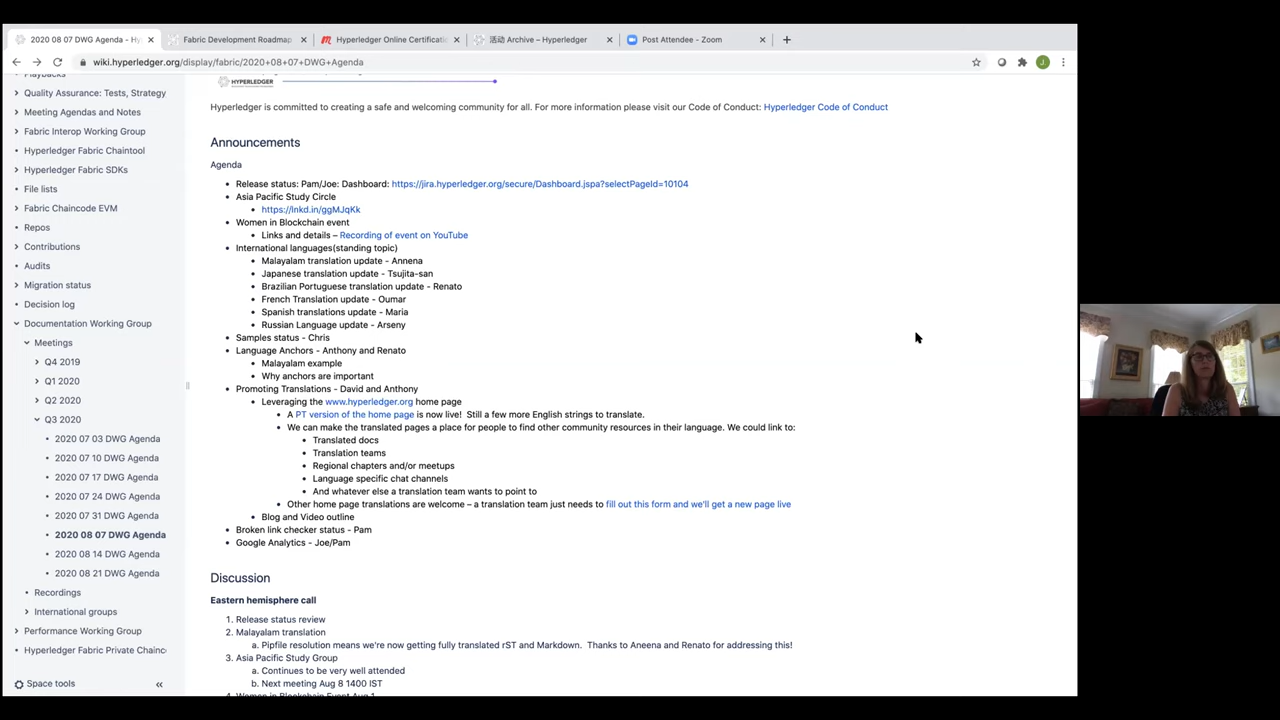 2020 08 07 DWG Agenda - Hy
Fabric Development Roadmap
Hyperledger Online Certificatio
活动 Archive – Hyperledger
Post Attendee - Zoom
wiki.hyperledger.org/display/fabric/2020+08+07+DWG+Agenda
J
Playbacks
Quality Assurance: Tests, Strategy
Meeting Agendas and Notes
Fabric Interop Working Group
Hyperledger Fabric Chaintool
Hyperledger Fabric SDKs
File lists
Fabric Chaincode EVM
Repos
Contributions
Audits
Migration status
Decision log
Documentation Working Group
Meetings
Q4 2019
Q1 2020
Q2 2020
Q3 2020
2020 07 03 DWG Agenda
2020 07 10 DWG Agenda
2020 07 17 DWG Agenda
2020 07 24 DWG Agenda
2020 07 31 DWG Agenda
2020 08 07 DWG Agenda
2020 08 14 DWG Agenda
2020 08 21 DWG Agenda
Recordings
International groups
Performance Working Group
Hyperledger Fabric Private Chainc
Space tools
HYPERLEDGER
Hyperledger is committed to creating a safe and welcoming community for all. For more information please visit our Code of Conduct: Hyperledger Code of Conduct
Announcements
Agenda
Release status: Pam/Joe: Dashboard: https://jira.hyperledger.org/secure/Dashboard.jspa?selectPageId=10104
Asia Pacific Study Circle
https://lnkd.in/ggMJqKk
Women in Blockchain event
Links and details – Recording of event on YouTube
International languages(standing topic)
Malayalam translation update - Annena
Japanese translation update - Tsujita-san
Brazilian Portuguese translation update - Renato
French Translation update - Oumar
Spanish translations update - Maria
Russian Language update - Arseny
Samples status - Chris
Language Anchors - Anthony and Renato
Malayalam example
Why anchors are important
Promoting Translations - David and Anthony
Leveraging the www.hyperledger.org home page
A PT version of the home page is now live! Still a few more English strings to translate.
We can make the translated pages a place for people to find other community resources in their language. We could link to:
Translated docs
Translation teams
Regional chapters and/or meetups
Language specific chat channels
And whatever else a translation team wants to point to
Other home page translations are welcome – a translation team just needs to fill out this form and we'll get a new page live
Blog and Video outline
Broken link checker status - Pam
Google Analytics - Joe/Pam
Discussion
Eastern hemisphere call
1. Release status review
2. Malayalam translation
a. Pipfile resolution means we're now getting fully translated rST and Markdown. Thanks to Aneena and Renato for addressing this!
3. Asia Pacific Study Group
a. Continues to be very well attended
b. Next meeting Aug 8 1400 IST
4. Women in Blockchain Event Aug 1